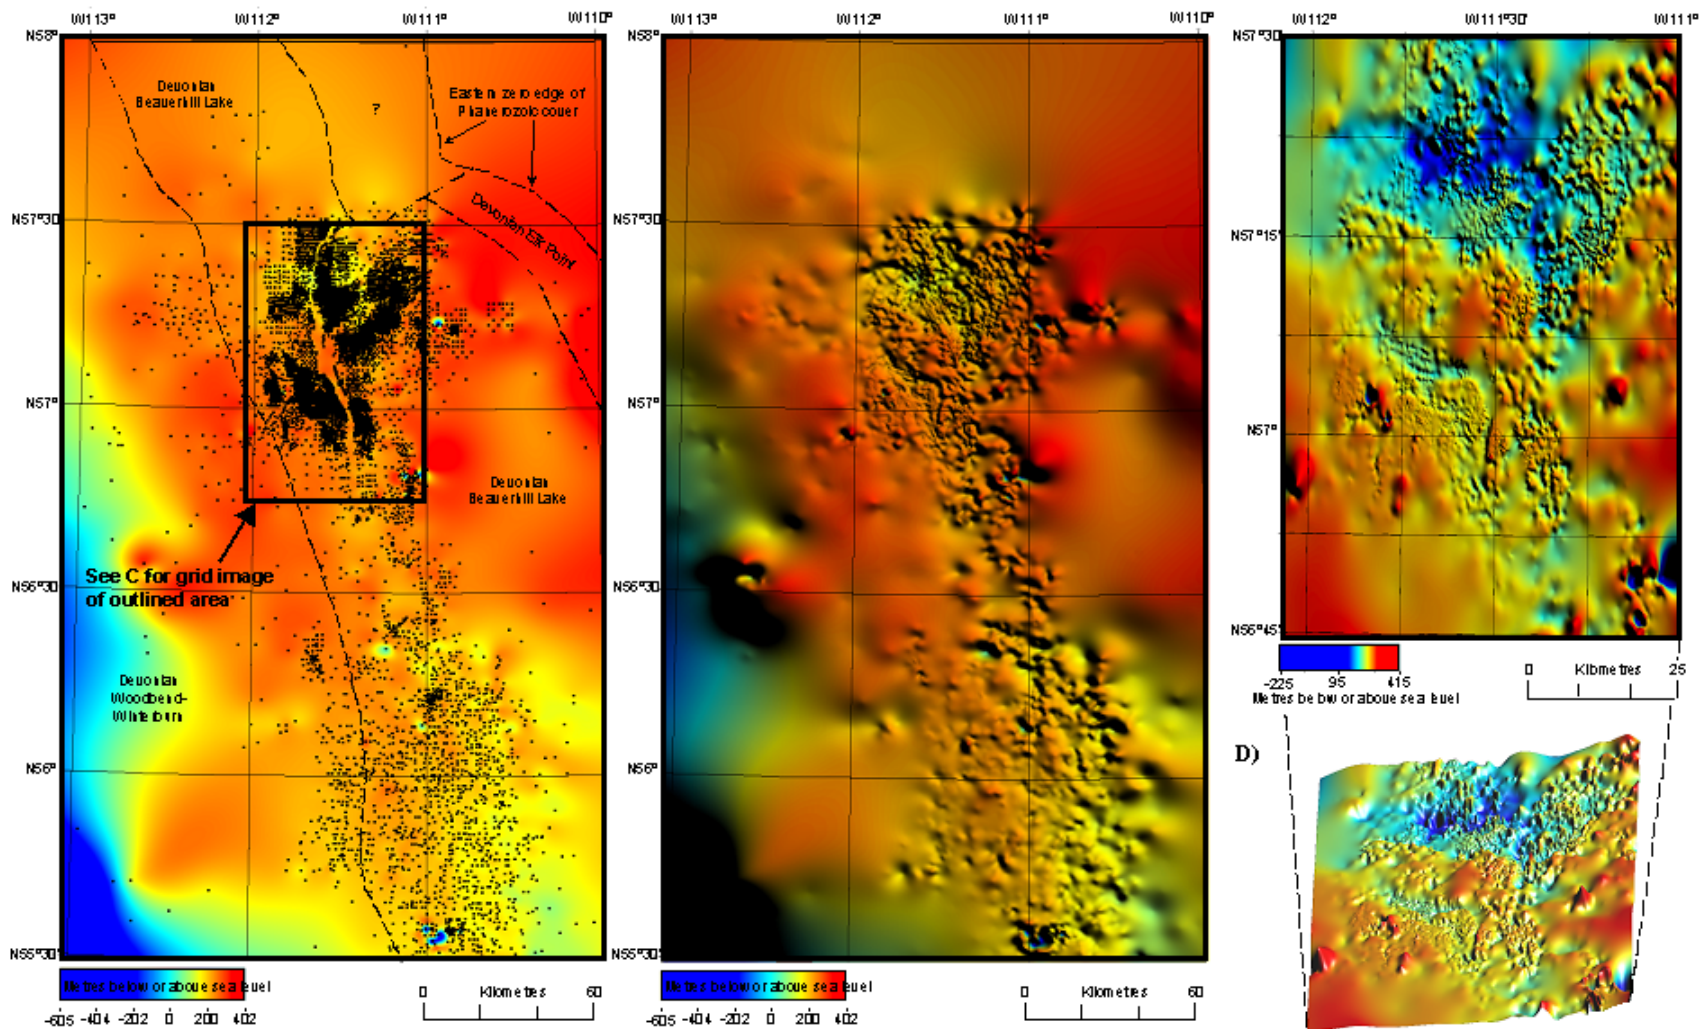 W113° W112° W111° W110°
W113° W112° W111° W110°
W112° W111°30' W111°
N58°
N57°30'
N57°
N56°30'
N56°
N55°30'
Devonian
Beaverhill Lake
?
Eastern zero edge of
Phanerozoic cover
Devonian Elk Point
Devonian
Beaverhill Lake
See C for grid image
of outlined area
Devonian
Woodbend-
Winterburn
Metres below or above sea level
-605 -404 -202 0 200 402
0 Kilometres 60
N58°
N57°30'
N57°
N56°30'
N56°
N55°30'
Metres below or above sea level
-605 -404 -202 0 200 402
0 Kilometres 60
N57°30'
N57°15'
N57°
N56°45'
-225 95 415
Metres below or above sea level
0 Kilometres 25
D)